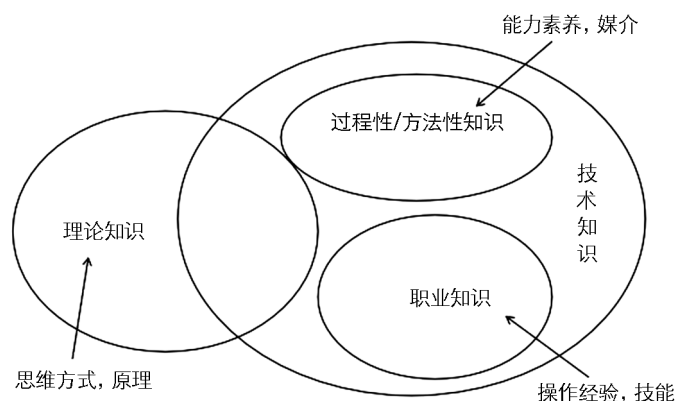 能力素养，媒介
过程性/方法性知识
技术知识
理论知识
职业知识
思维方式，原理
操作经验，技能